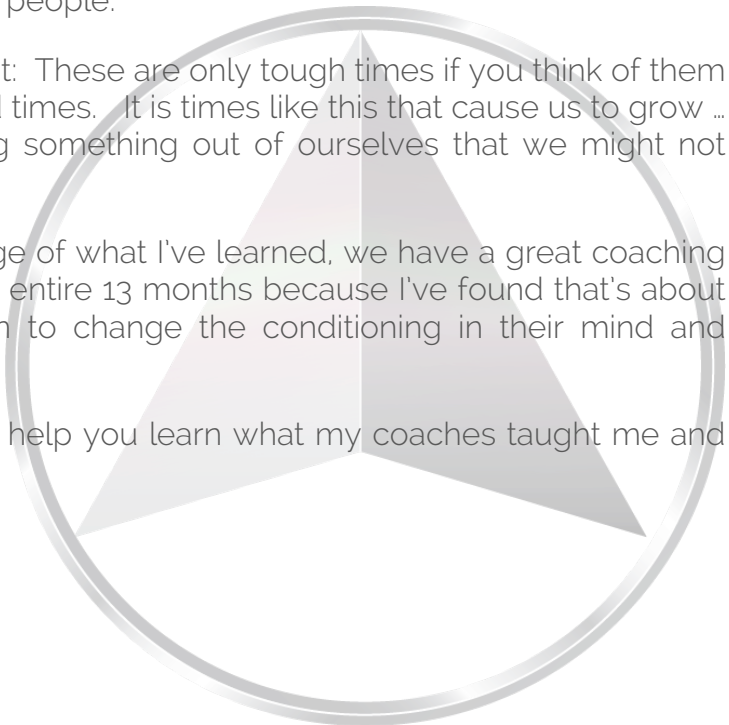 people.
t: These are only tough times if you think of them
times. It is times like this that cause us to grow …
something out of ourselves that we might not
ge of what I've learned, we have a great coaching
entire 13 months because I've found that's about
to change the conditioning in their mind and
help you learn what my coaches taught me and